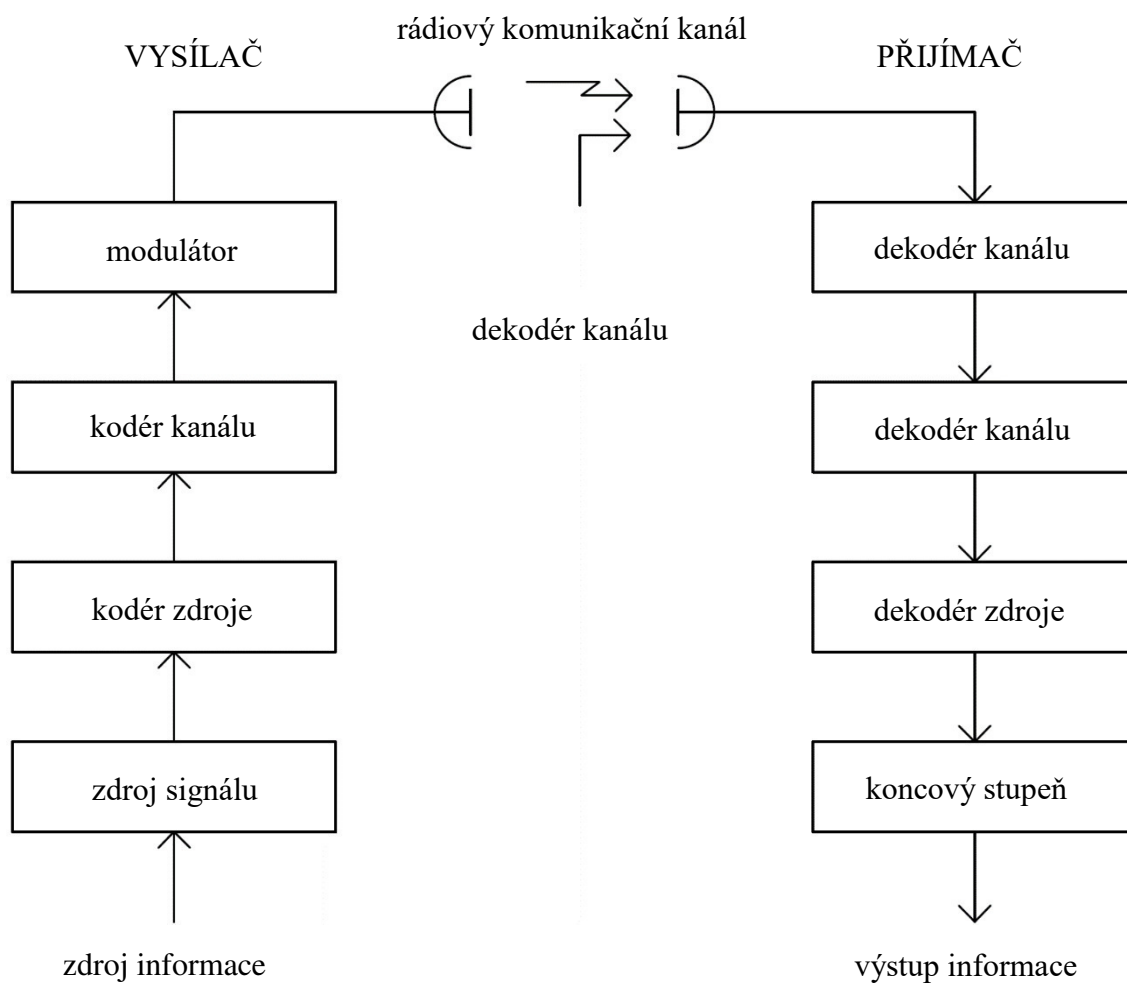 rádiový komunikační kanál
VYSÍLAČ
PŘIJÍMAČ
modulátor
dekodér kanálu
dekodér kanálu
kodér kanálu
dekodér kanálu
kodér zdroje
dekodér zdroje
zdroj signálu
koncový stupeň
zdroj informace
výstup informace